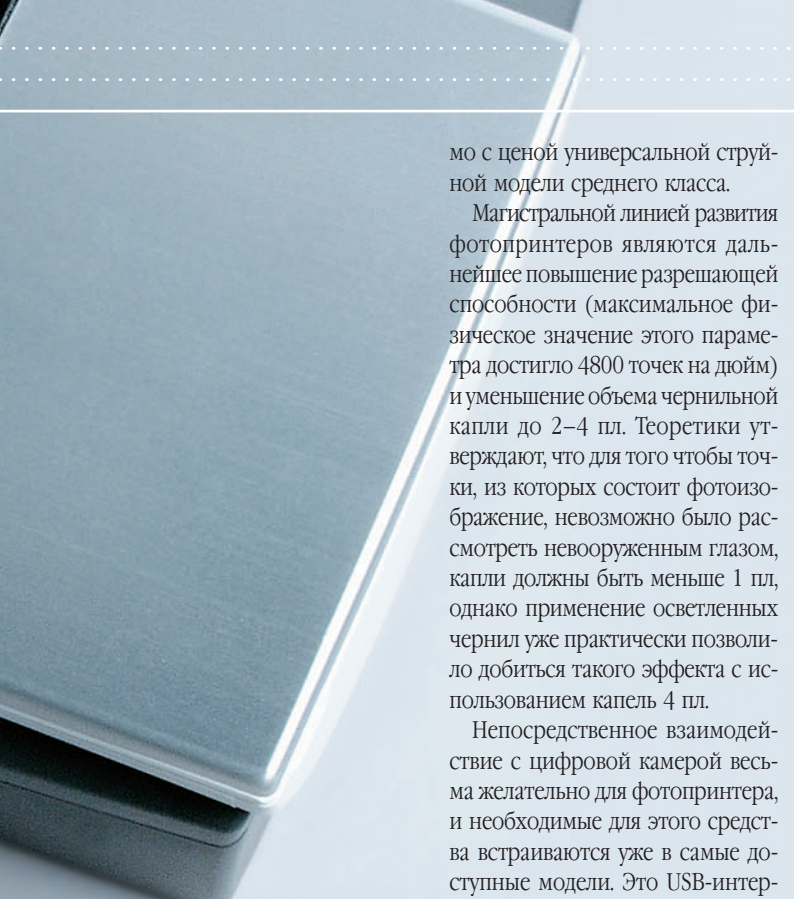 мо с ценой универсальной струй-
ной модели среднего класса.
Магистральной линией развития
фотопринтеров являются даль-
нейшее повышение разрешающей
способности (максимальное фи-
зическое значение этого параме-
тра достигло 4800 точек на дюйм)
и уменьшение объема чернильной
капли до 2–4 пл. Теоретики ут-
верждают, что для того чтобы точ-
ки, из которых состоит фотоизо-
бражение, невозможно было рас-
смотреть невооруженным глазом,
капли должны быть меньше 1 пл,
однако применение осветленных
чернил уже практически позволи-
ло добиться такого эффекта с ис-
пользованием капель 4 пл.
Непосредственное взаимодей-
ствие с цифровой камерой весь-
ма желательно для фотопринтера,
и необходимые для этого средст-
ва встраиваются уже в самые до-
ступные модели. Это USB-интер-